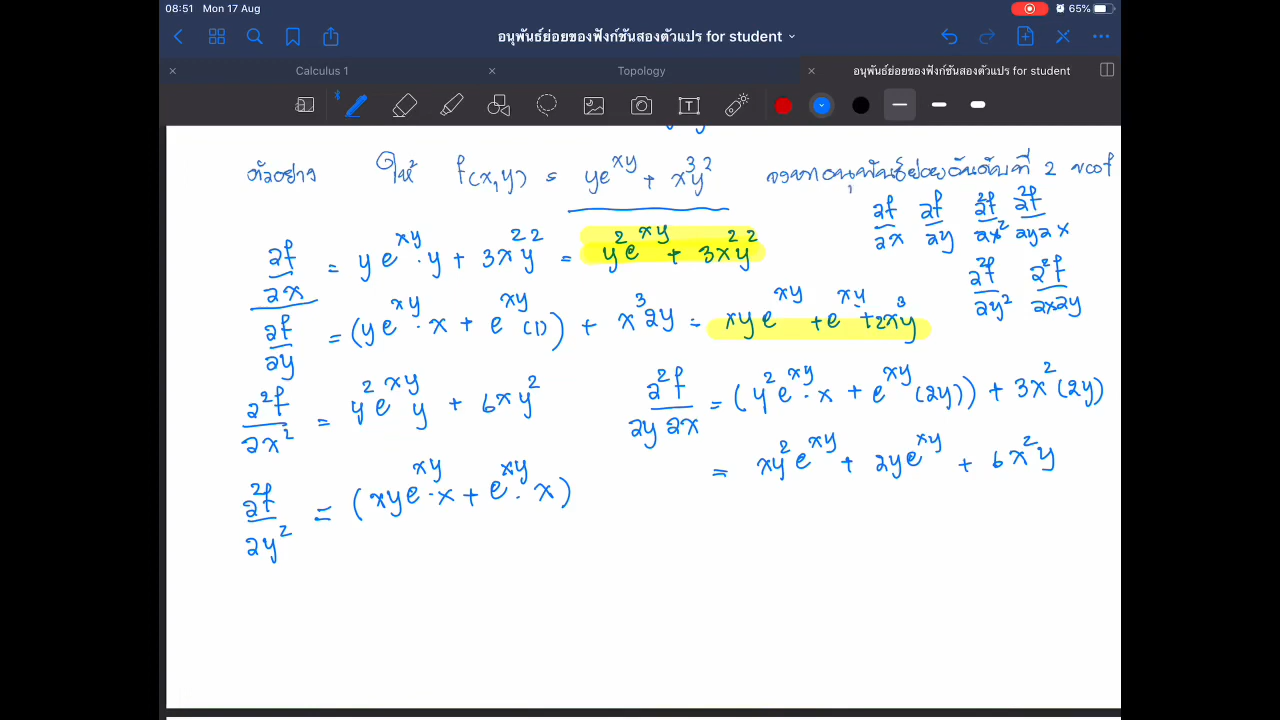 08:51 Mon 17 Aug
65%
อนุพันธ์ย่อยของฟังก์ชันสองตัวแปร for student
Calculus 1
Topology
อนุพันธ์ย่อยของฟังก์ชันสองตัวแปร for student
ตัวอย่าง ให้ f(x,y) = ye^{xy} + x³y² จงหาอนุพันธ์ย่อยอันดับที่ 2 ของ f
∂f/∂x ∂f/∂y ∂²f/∂x² ∂²f/∂y∂x
∂²f/∂y² ∂²f/∂x∂y
∂f/∂x = ye^{xy}·y + 3x²y² = y²e^{xy} + 3x²y²
∂f/∂y = (ye^{xy}·x + e^{xy}(1)) + x³2y = xye^{xy} + e^{xy} + 2x³y
∂²f/∂x² = y²e^{xy}y + 6xy²
∂²f/∂y∂x = (y²e^{xy}·x + e^{xy}(2y)) + 3x²(2y)
= xy²e^{xy} + 2ye^{xy} + 6x²y
∂²f/∂y² = (xye^{xy}·x + e^{xy}·x)